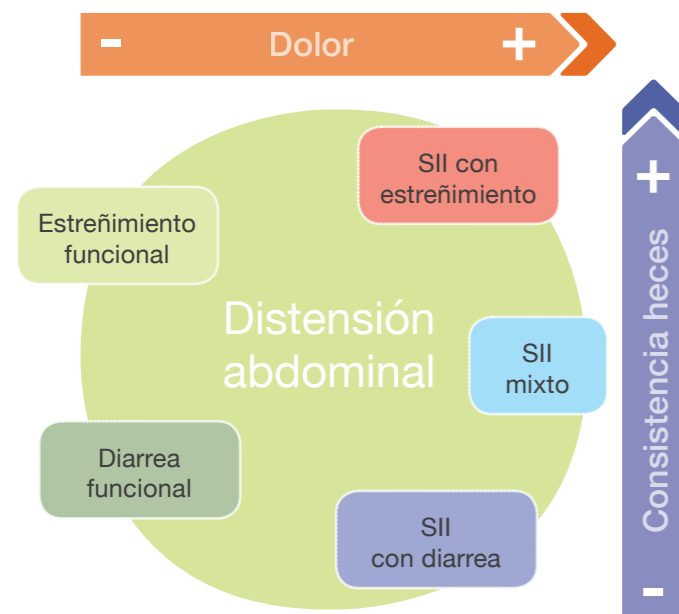 - Dolor +
SII con
estreñimiento
Estreñimiento
funcional
Distensión
abdominal
SII
mixto
Diarrea
funcional
SII
con diarrea
+
Consistencia heces
-